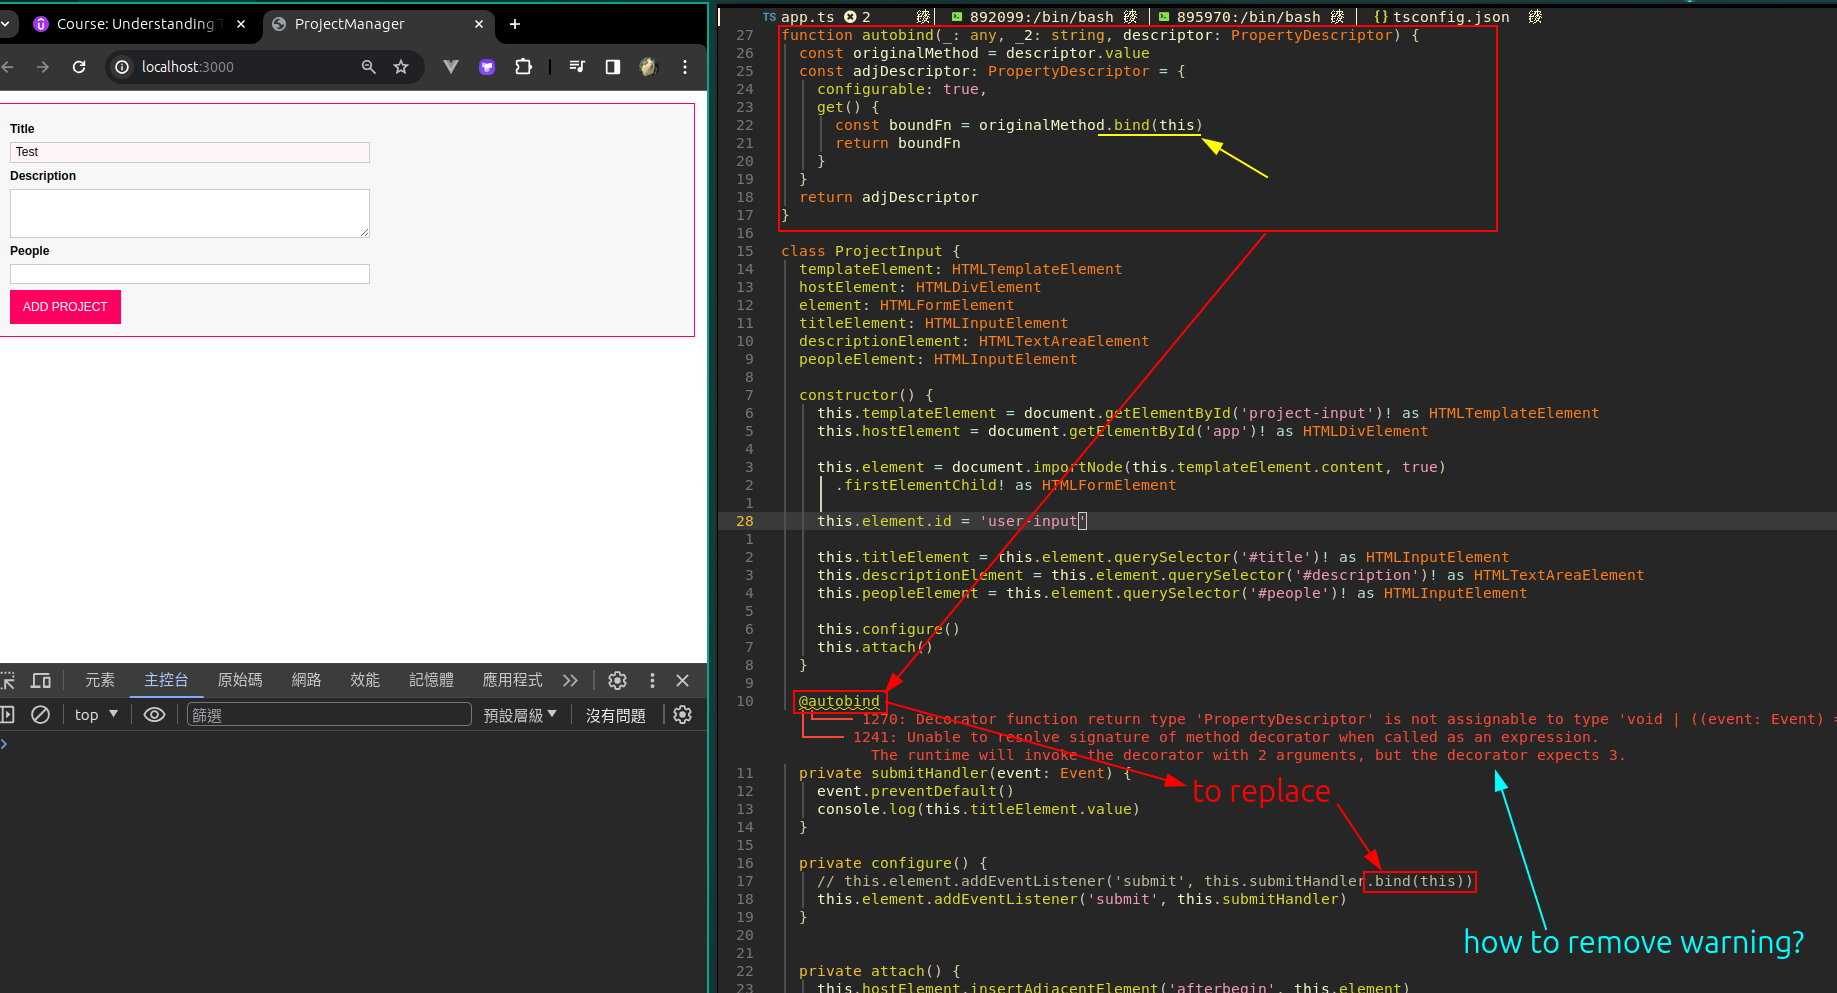 Course: Understanding T
ProjectManager
localhost:3000
Title
Test
Description
People
ADD PROJECT
元素
主控台
原始碼
網路
效能
記憶體
應用程式
top
篩選
預設層級
沒有問題
TS app.ts 2
892099:/bin/bash
895970:/bin/bash
{} tsconfig.json
27 function autobind(_: any, _2: string, descriptor: PropertyDescriptor) {
26 const originalMethod = descriptor.value
25 const adjDescriptor: PropertyDescriptor = {
24 configurable: true,
23 get() {
22 const boundFn = originalMethod.bind(this)
21 return boundFn
20 }
19 }
18 return adjDescriptor
17 }
16
15 class ProjectInput {
14 templateElement: HTMLTemplateElement
13 hostElement: HTMLDivElement
12 element: HTMLFormElement
11 titleElement: HTMLInputElement
10 descriptionElement: HTMLTextAreaElement
9 peopleElement: HTMLInputElement
8
7 constructor() {
6 this.templateElement = document.getElementById('project-input')! as HTMLTemplateElement
5 this.hostElement = document.getElementById('app')! as HTMLDivElement
4
3 this.element = document.importNode(this.templateElement.content, true)
2 .firstElementChild! as HTMLFormElement
1
28 this.element.id = 'user-input'
1
2 this.titleElement = this.element.querySelector('#title')! as HTMLInputElement
3 this.descriptionElement = this.element.querySelector('#description')! as HTMLTextAreaElement
4 this.peopleElement = this.element.querySelector('#people')! as HTMLInputElement
5
6 this.configure()
7 this.attach()
8 }
9
10 @autobind
1270: Decorator function return type 'PropertyDescriptor' is not assignable to type 'void | ((event: Event) =
1241: Unable to resolve signature of method decorator when called as an expression.
The runtime will invoke the decorator with 2 arguments, but the decorator expects 3.
11 private submitHandler(event: Event) {
12 event.preventDefault()
13 console.log(this.titleElement.value)
14 }
15
16 private configure() {
17 // this.element.addEventListener('submit', this.submitHandler.bind(this))
18 this.element.addEventListener('submit', this.submitHandler)
19 }
20
21
22 private attach() {
23 this.hostElement.insertAdjacentElement('afterbegin', this.element)
to replace
how to remove warning?